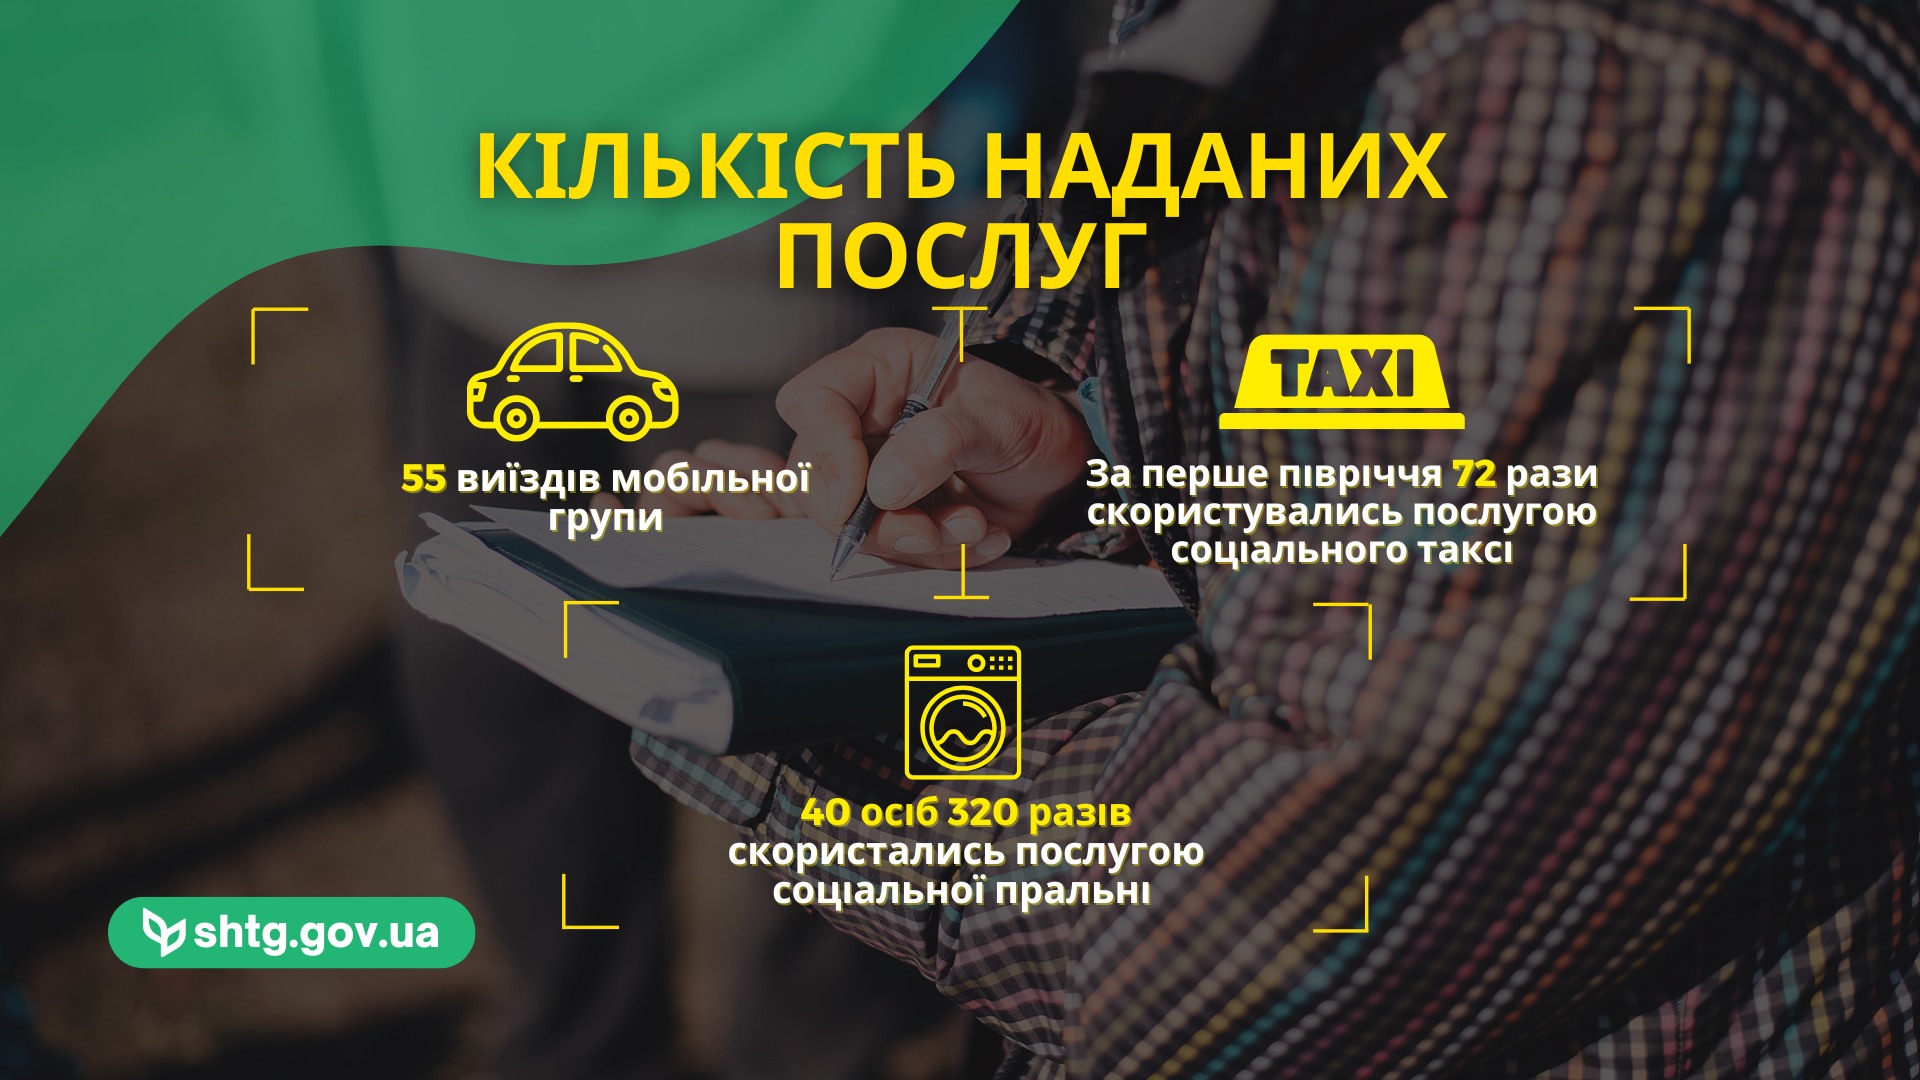 КІЛЬКІСТЬ НАДАНИХ
ПОСЛУГ
TAXI
55 виїздів мобільної
групи
За перше півріччя 72 рази
скористувались послугою
соціального таксі
40 осіб 320 разів
скористались послугою
соціальної пральні
shtg.gov.ua